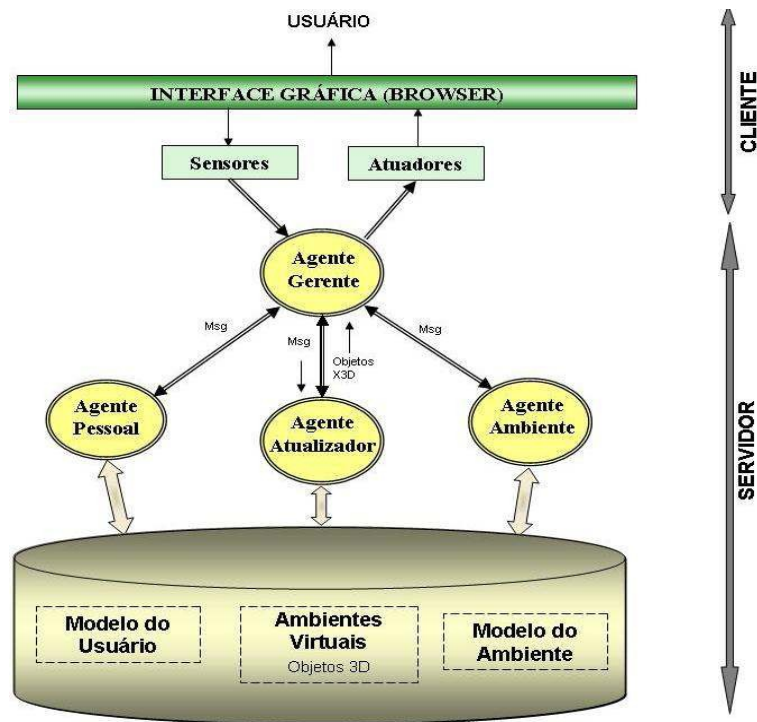 USUÁRIO
INTERFACE GRÁFICA (BROWSER)
Sensores
Atuadores
CLIENTE
Agente
Gerente
Msg
Msg
Objetos
X3D
Msg
Agente
Pessoal
Agente
Atualizador
Agente
Ambiente
SERVIDOR
Modelo do
Usuário
Ambientes
Virtuais
Objetos 3D
Modelo do
Ambiente